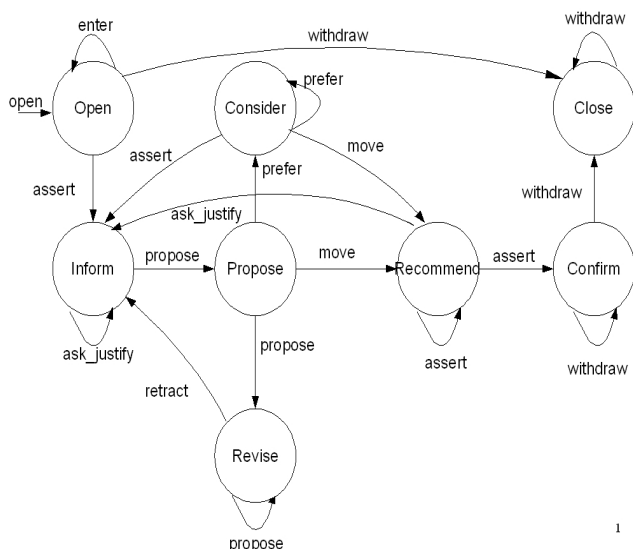 enter
withdraw
withdraw
open
Open
Consider
prefer
Close
assert
move
assert
prefer
withdraw
ask_justify
Inform
propose
Propose
move
Recommend
assert
Confirm
ask_justify
propose
assert
withdraw
retract
Revise
propose
1